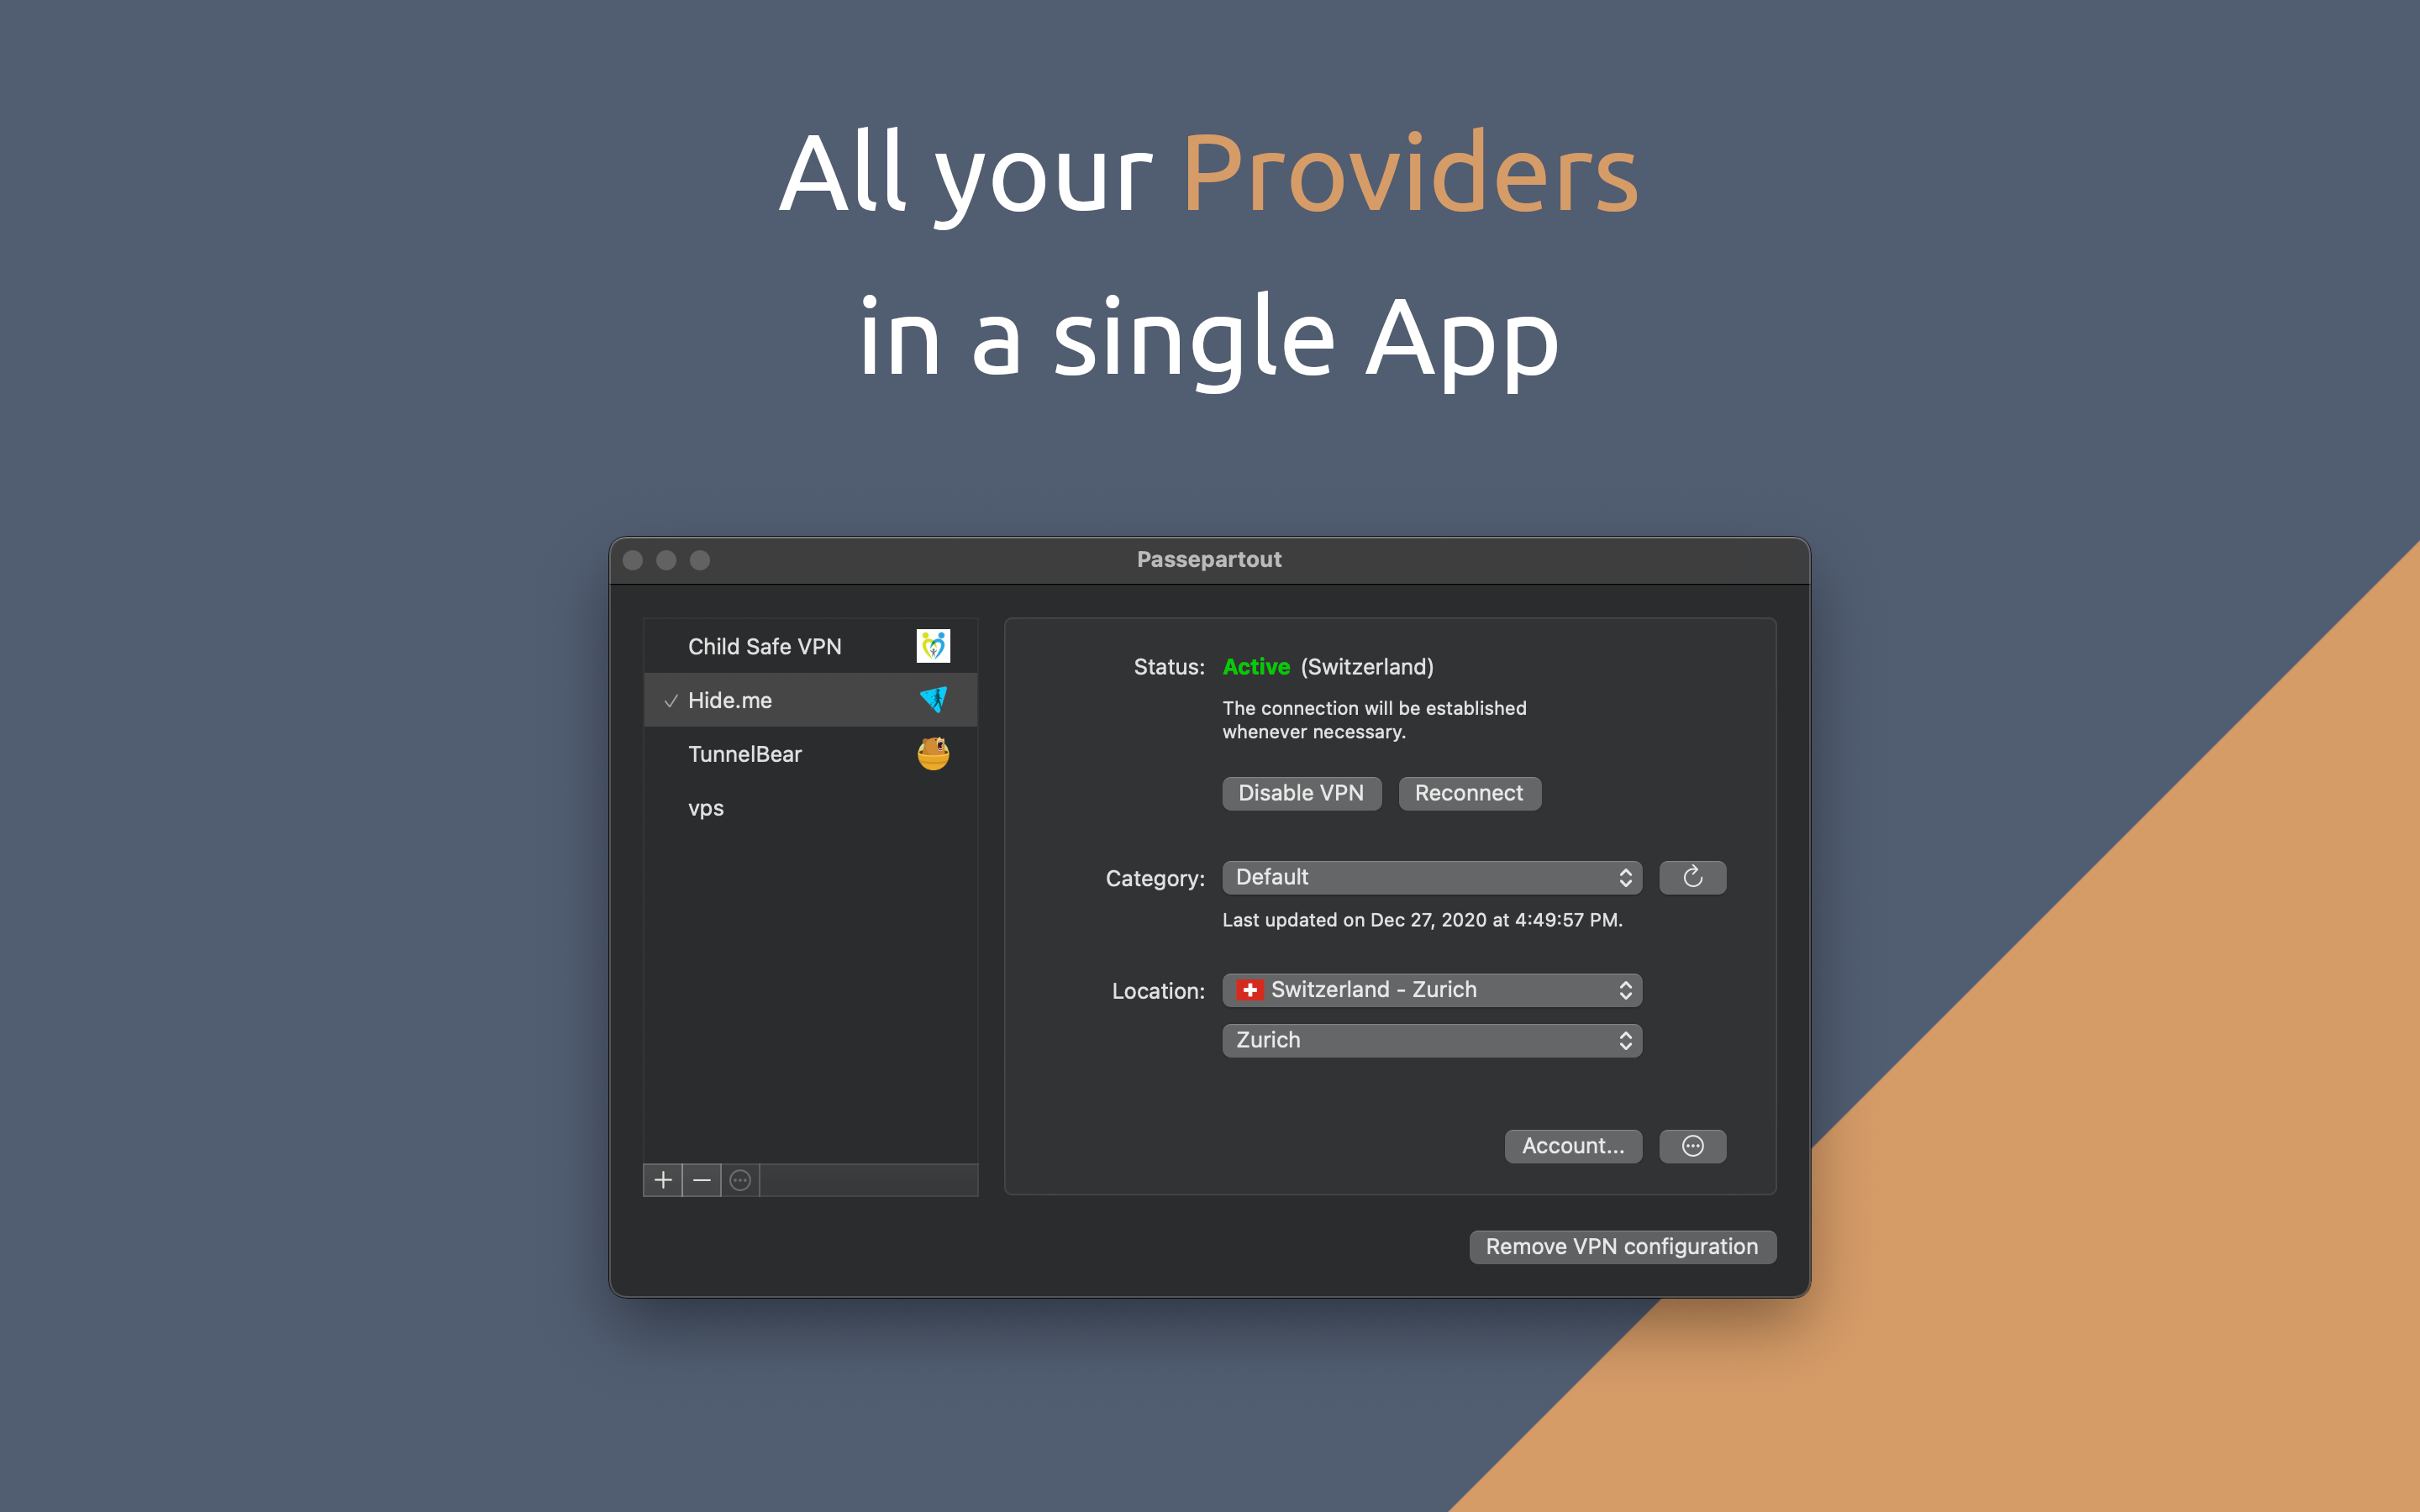 All your Providers
in a single App
Passepartout
Child Safe VPN
Hide.me
TunnelBear
vps
Status: Active (Switzerland)
The connection will be established
whenever necessary.
Disable VPN Reconnect
Category: Default
Last updated on Dec 27, 2020 at 4:49:57 PM.
Location: Switzerland - Zurich
Zurich
Account...
Remove VPN configuration